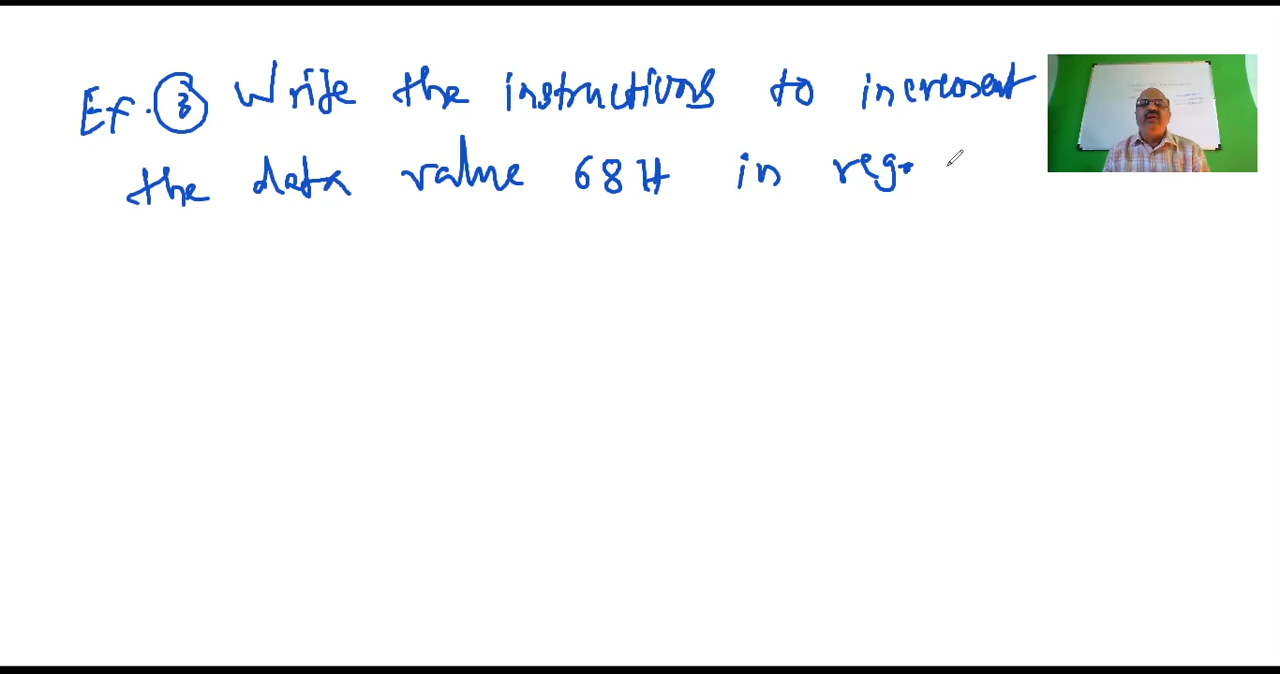 Ex. 3 Write the instructions to increment
the data value 68H in reg.